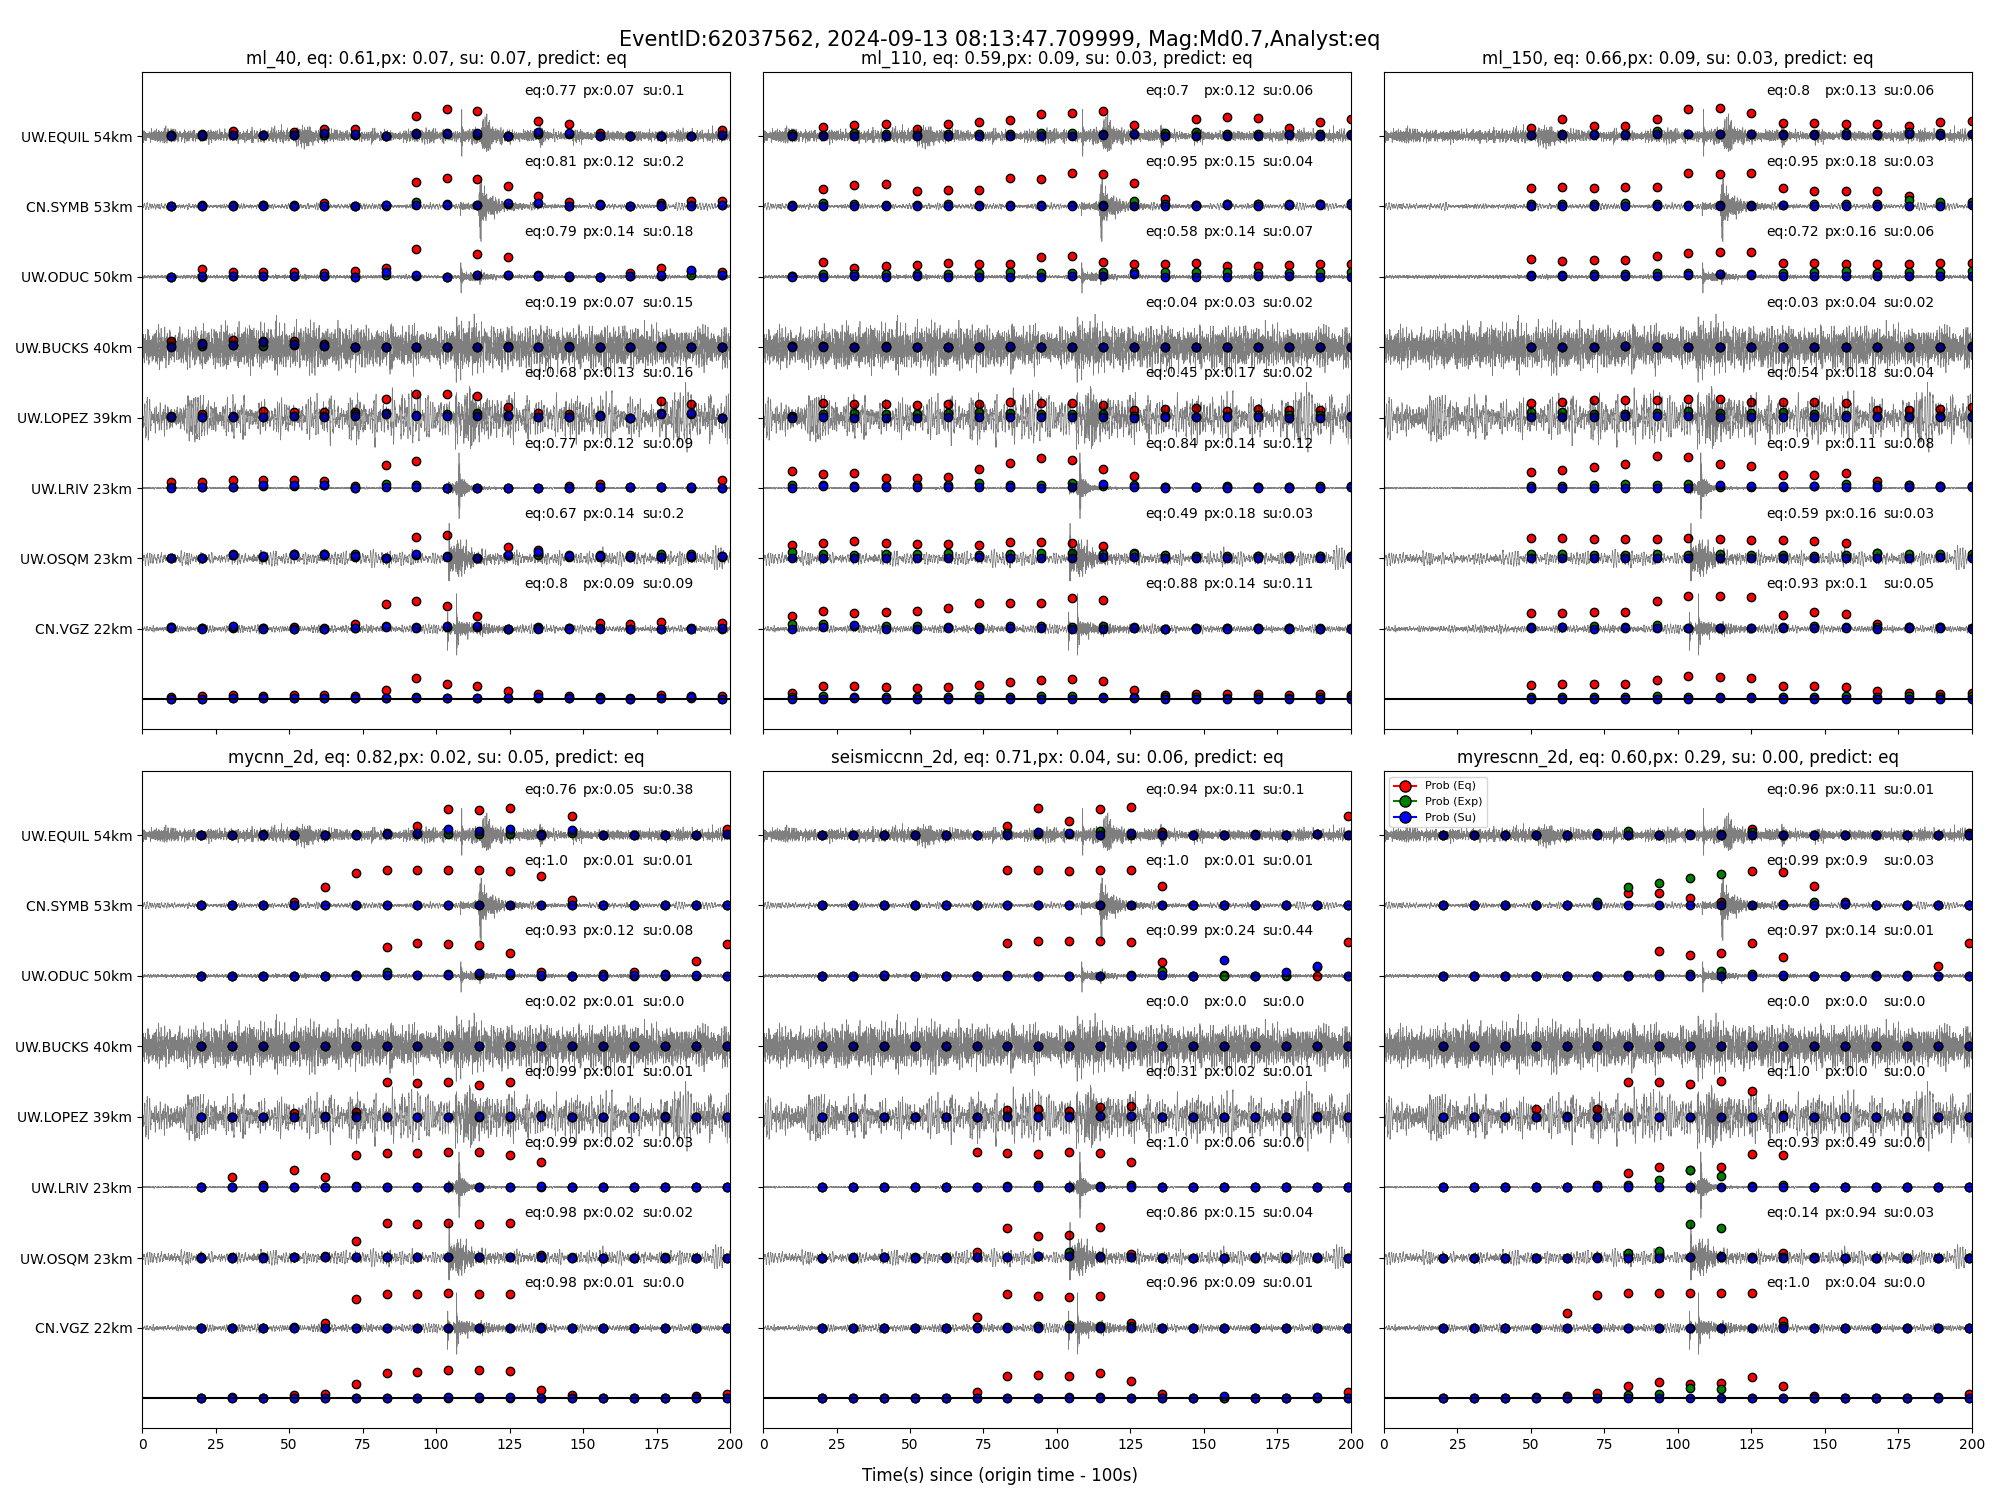 EventID:62037562, 2024-09-13 08:13:47.709999, Mag:Md0.7,Analyst:eq
ml_40, eq: 0.61,px: 0.07, su: 0.07, predict: eq
eq:0.77 px:0.07 su:0.1
UW.EQUIL 54km
eq:0.81 px:0.12 su:0.2
CN.SYMB 53km
eq:0.79 px:0.14 su:0.18
UW.ODUC 50km
eq:0.19 px:0.07 su:0.15
UW.BUCKS 40km
eq:0.68 px:0.13 su:0.16
UW.LOPEZ 39km
eq:0.77 px:0.12 su:0.09
UW.LRIV 23km
eq:0.67 px:0.14 su:0.2
UW.OSQM 23km
eq:0.8 px:0.09 su:0.09
CN.VGZ 22km
ml_110, eq: 0.59,px: 0.09, su: 0.03, predict: eq
eq:0.7 px:0.12 su:0.06
eq:0.95 px:0.15 su:0.04
eq:0.58 px:0.14 su:0.07
eq:0.04 px:0.03 su:0.02
eq:0.45 px:0.17 su:0.02
eq:0.84 px:0.14 su:0.12
eq:0.49 px:0.18 su:0.03
eq:0.88 px:0.14 su:0.11
ml_150, eq: 0.66,px: 0.09, su: 0.03, predict: eq
eq:0.8 px:0.13 su:0.06
eq:0.95 px:0.18 su:0.03
eq:0.72 px:0.16 su:0.06
eq:0.03 px:0.04 su:0.02
eq:0.54 px:0.18 su:0.04
eq:0.9 px:0.11 su:0.08
eq:0.59 px:0.16 su:0.03
eq:0.93 px:0.1 su:0.05
mycnn_2d, eq: 0.82,px: 0.02, su: 0.05, predict: eq
eq:0.76 px:0.05 su:0.38
UW.EQUIL 54km
eq:1.0 px:0.01 su:0.01
CN.SYMB 53km
eq:0.93 px:0.12 su:0.08
UW.ODUC 50km
eq:0.02 px:0.01 su:0.0
UW.BUCKS 40km
eq:0.99 px:0.01 su:0.01
UW.LOPEZ 39km
eq:0.99 px:0.02 su:0.03
UW.LRIV 23km
eq:0.98 px:0.02 su:0.02
UW.OSQM 23km
eq:0.98 px:0.01 su:0.0
CN.VGZ 22km
0 25 50 75 100 125 150 175 200
seismiccnn_2d, eq: 0.71,px: 0.04, su: 0.06, predict: eq
eq:0.94 px:0.11 su:0.1
eq:1.0 px:0.01 su:0.01
eq:0.99 px:0.24 su:0.44
eq:0.0 px:0.0 su:0.0
eq:0.31 px:0.02 su:0.01
eq:1.0 px:0.06 su:0.0
eq:0.86 px:0.15 su:0.04
eq:0.96 px:0.09 su:0.01
0 25 50 75 100 125 150 175 200
myrescnn_2d, eq: 0.60,px: 0.29, su: 0.00, predict: eq
Prob (Eq)
Prob (Exp)
Prob (Su)
eq:0.96 px:0.11 su:0.01
eq:0.99 px:0.9 su:0.03
eq:0.97 px:0.14 su:0.01
eq:0.0 px:0.0 su:0.0
eq:1.0 px:0.0 su:0.0
eq:0.93 px:0.49 su:0.0
eq:0.14 px:0.94 su:0.03
eq:1.0 px:0.04 su:0.0
0 25 50 75 100 125 150 175 200
Time(s) since (origin time - 100s)